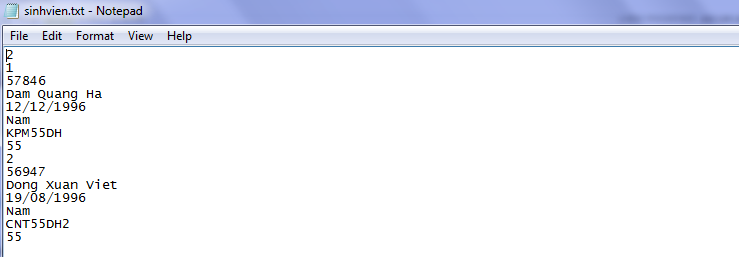 sinhvien.txt - Notepad
File Edit Format View Help
2
1
57846
Dam Quang Ha
12/12/1996
Nam
KPM55DH
55
2
56947
Dong Xuan Viet
19/08/1996
Nam
CNT55DH2
55